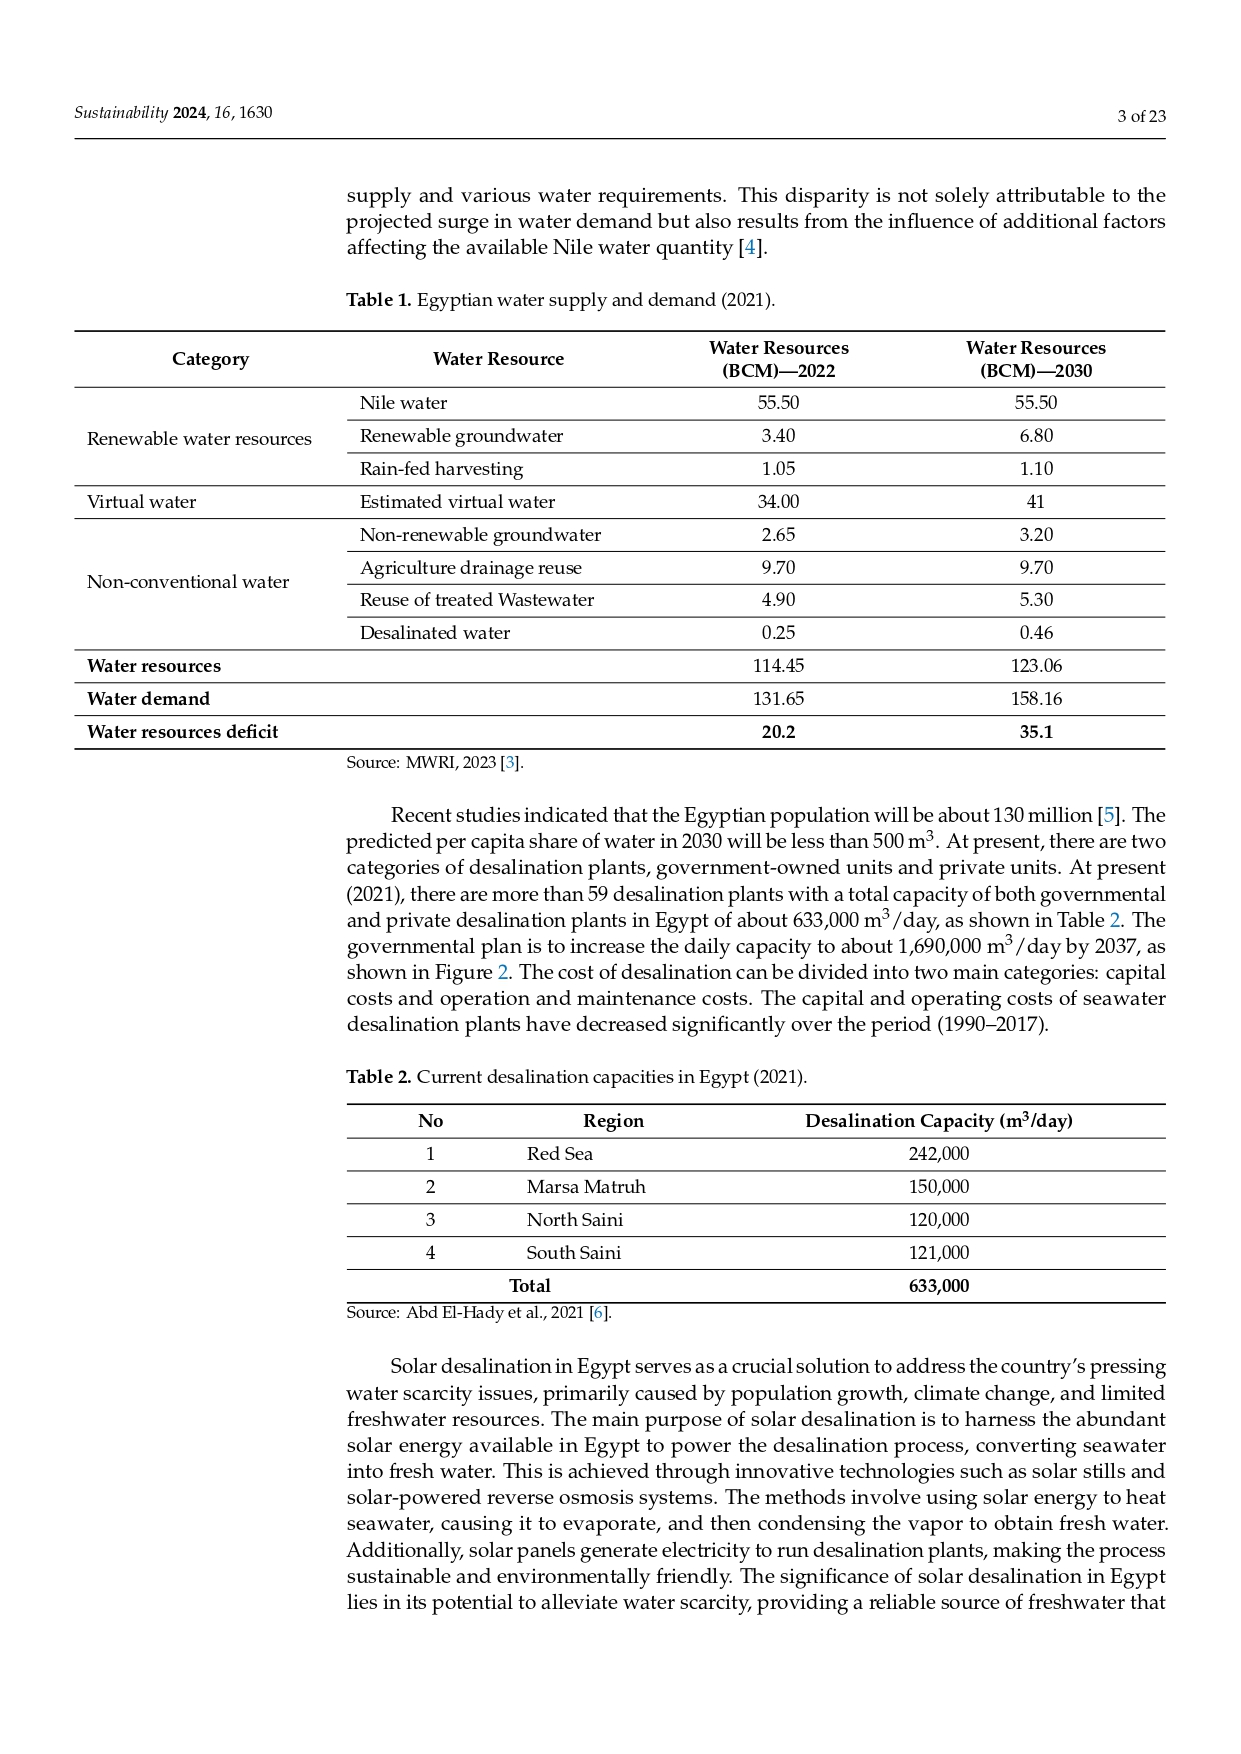 Sustainability 2024, 16, 1630
3 of 23
supply and various water requirements. This disparity is not solely attributable to the
projected surge in water demand but also results from the influence of additional factors
affecting the available Nile water quantity [4].
Table 1. Egyptian water supply and demand (2021).
Category Water Resource Water Resources (BCM)—2022 Water Resources (BCM)—2030
Renewable water resources
Nile water 55.50 55.50
Renewable groundwater 3.40 6.80
Rain-fed harvesting 1.05 1.10
Virtual water Estimated virtual water 34.00 41
Non-conventional water
Non-renewable groundwater 2.65 3.20
Agriculture drainage reuse 9.70 9.70
Reuse of treated Wastewater 4.90 5.30
Desalinated water 0.25 0.46
Water resources 114.45 123.06
Water demand 131.65 158.16
Water resources deficit 20.2 35.1
Source: MWRI, 2023 [3].
Recent studies indicated that the Egyptian population will be about 130 million [5]. The
predicted per capita share of water in 2030 will be less than 500 m³. At present, there are two
categories of desalination plants, government-owned units and private units. At present
(2021), there are more than 59 desalination plants with a total capacity of both governmental
and private desalination plants in Egypt of about 633,000 m³/day, as shown in Table 2. The
governmental plan is to increase the daily capacity to about 1,690,000 m³/day by 2037, as
shown in Figure 2. The cost of desalination can be divided into two main categories: capital
costs and operation and maintenance costs. The capital and operating costs of seawater
desalination plants have decreased significantly over the period (1990–2017).
Table 2. Current desalination capacities in Egypt (2021).
No Region Desalination Capacity (m³/day)
1 Red Sea 242,000
2 Marsa Matruh 150,000
3 North Saini 120,000
4 South Saini 121,000
Total 633,000
Source: Abd El-Hady et al., 2021 [6].
Solar desalination in Egypt serves as a crucial solution to address the country's pressing
water scarcity issues, primarily caused by population growth, climate change, and limited
freshwater resources. The main purpose of solar desalination is to harness the abundant
solar energy available in Egypt to power the desalination process, converting seawater
into fresh water. This is achieved through innovative technologies such as solar stills and
solar-powered reverse osmosis systems. The methods involve using solar energy to heat
seawater, causing it to evaporate, and then condensing the vapor to obtain fresh water.
Additionally, solar panels generate electricity to run desalination plants, making the process
sustainable and environmentally friendly. The significance of solar desalination in Egypt
lies in its potential to alleviate water scarcity, providing a reliable source of freshwater that